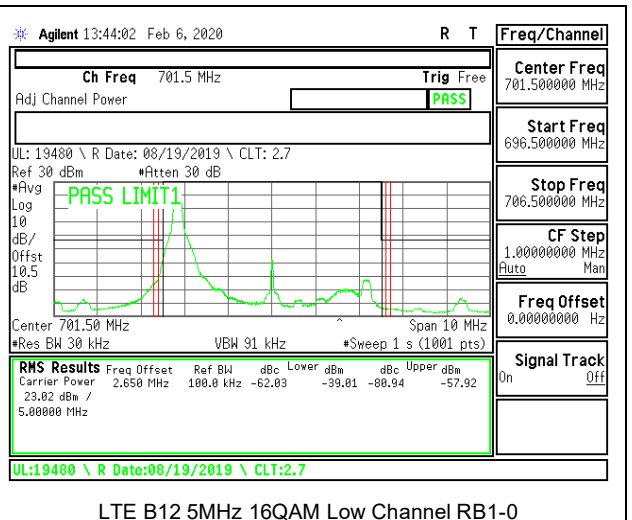 Agilent 13:44:02 Feb 6, 2020 R T
Ch Freq 701.5 MHz Trig Free
Adj Channel Power PASS
UL: 19480 \ R Date: 08/19/2019 \ CLT: 2.7
Ref 30 dBm #Atten 30 dB
#Avg
Log
10
dB/
Offst
10.5
dB
PASS LIMIT1
Center 701.50 MHz Span 10 MHz
#Res BW 30 kHz VBW 91 kHz #Sweep 1 s (1001 pts)
RMS Results Freq Offset Ref BW dBc Lower dBm dBc Upper dBm
Carrier Power 2.650 MHz 100.0 kHz -62.03 -39.01 -80.94 -57.92
23.02 dBm /
5.00000 MHz
UL:19480 \ R Date:08/19/2019 \ CLT:2.7
Freq/Channel
Center Freq
701.500000 MHz
Start Freq
696.500000 MHz
Stop Freq
706.500000 MHz
CF Step
1.00000000 MHz
Auto Man
Freq Offset
0.00000000 Hz
Signal Track
On Off
LTE B12 5MHz 16QAM Low Channel RB1-0